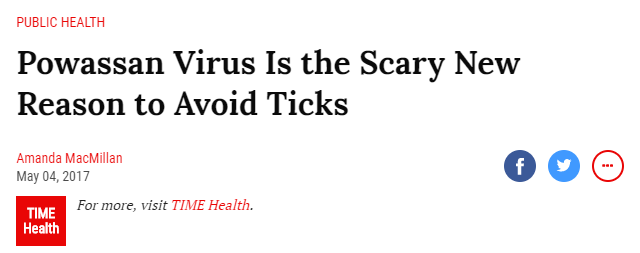 PUBLIC HEALTH
Powassan Virus Is the Scary New
Reason to Avoid Ticks
Amanda MacMillan
May 04, 2017
TIME
Health
For more, visit TIME Health.